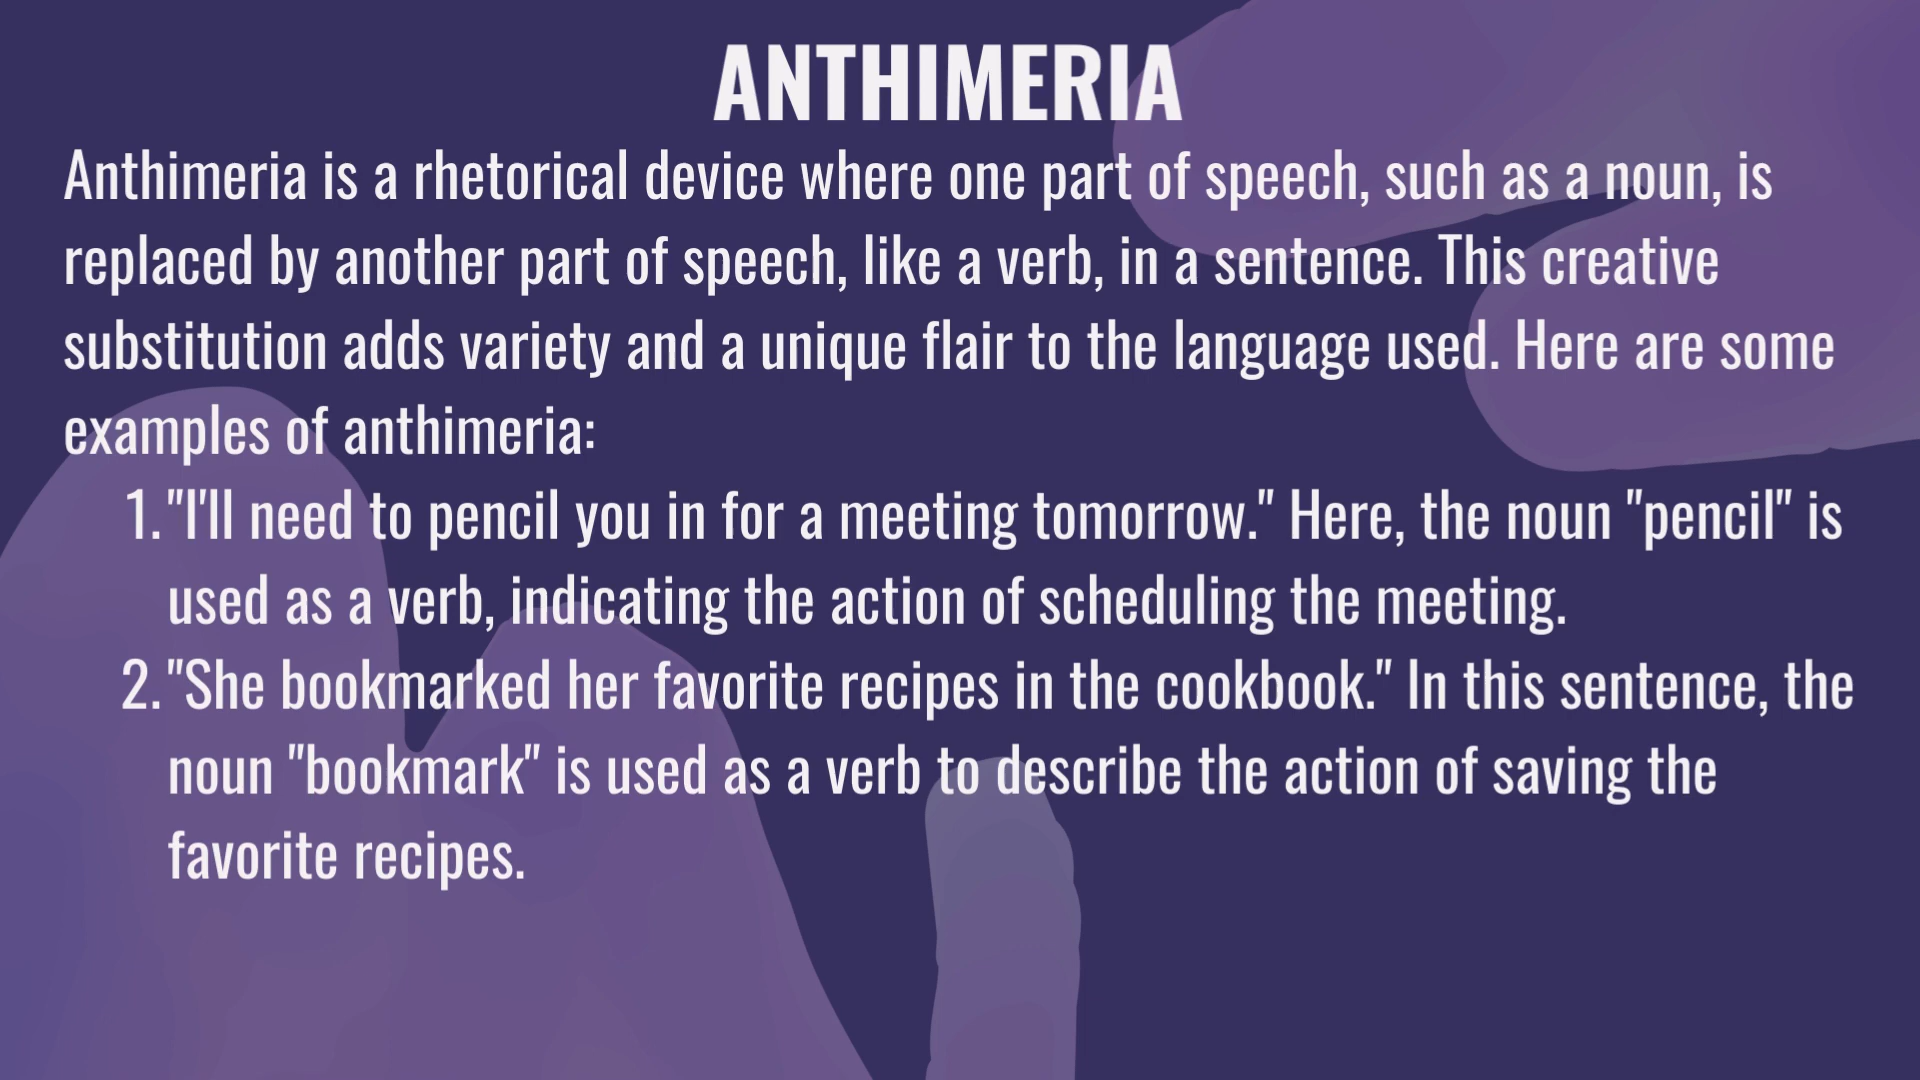 ANTHIMERIA
Anthimeria is a rhetorical device where one part of speech, such as a noun, is
replaced by another part of speech, like a verb, in a sentence. This creative
substitution adds variety and a unique flair to the language used. Here are some
examples of anthimeria:
1. "I'll need to pencil you in for a meeting tomorrow." Here, the noun "pencil" is
used as a verb, indicating the action of scheduling the meeting.
2. "She bookmarked her favorite recipes in the cookbook." In this sentence, the
noun "bookmark" is used as a verb to describe the action of saving the
favorite recipes.